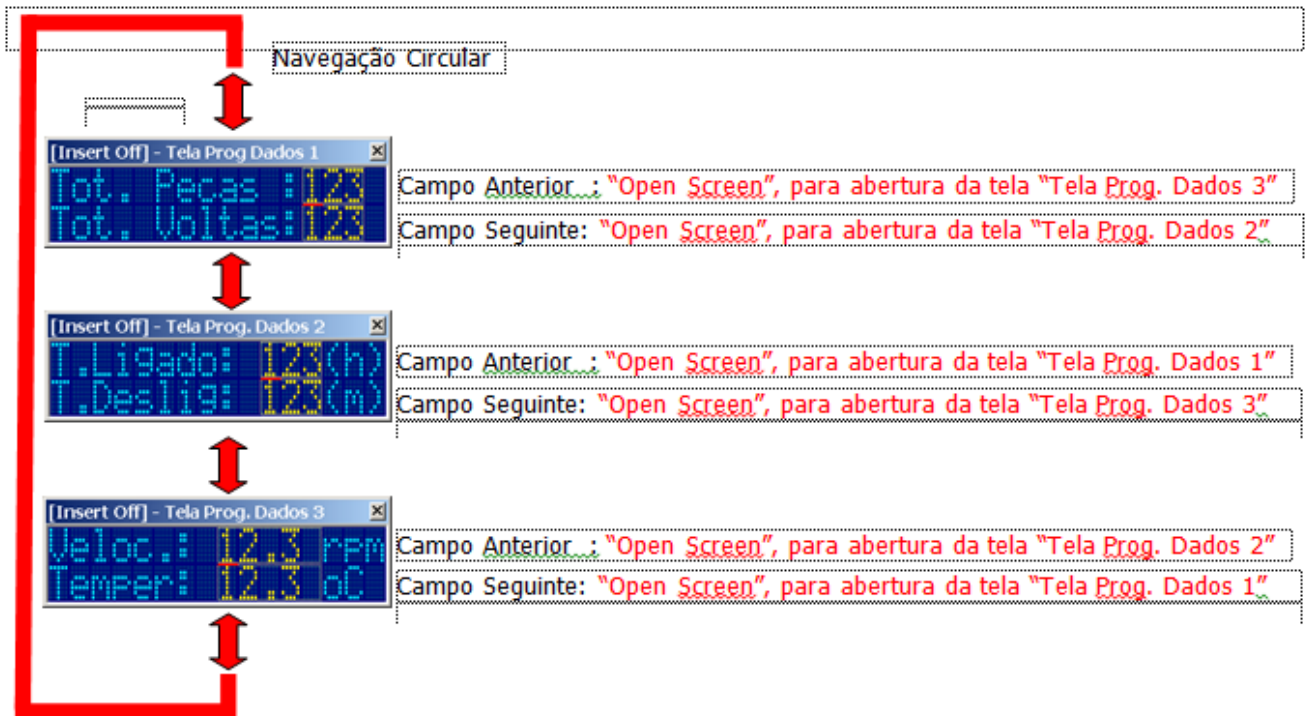 Navegação Circular
[Insert Off] - Tela Prog Dados 1
Tot. Pecas :123
Tot. Voltas:123
Campo Anterior : “Open Screen”, para abertura da tela “Tela Prog. Dados 3”
Campo Seguinte: “Open Screen”, para abertura da tela “Tela Prog. Dados 2”
[Insert Off] - Tela Prog. Dados 2
T.Ligado: 123(h)
T.Deslig: 123(m)
Campo Anterior : “Open Screen”, para abertura da tela “Tela Prog. Dados 1”
Campo Seguinte: “Open Screen”, para abertura da tela “Tela Prog. Dados 3”
[Insert Off] - Tela Prog. Dados 3
Veloc.: 12.3 rpm
Temper: 12.3 oC
Campo Anterior : “Open Screen”, para abertura da tela “Tela Prog. Dados 2”
Campo Seguinte: “Open Screen”, para abertura da tela “Tela Prog. Dados 1”